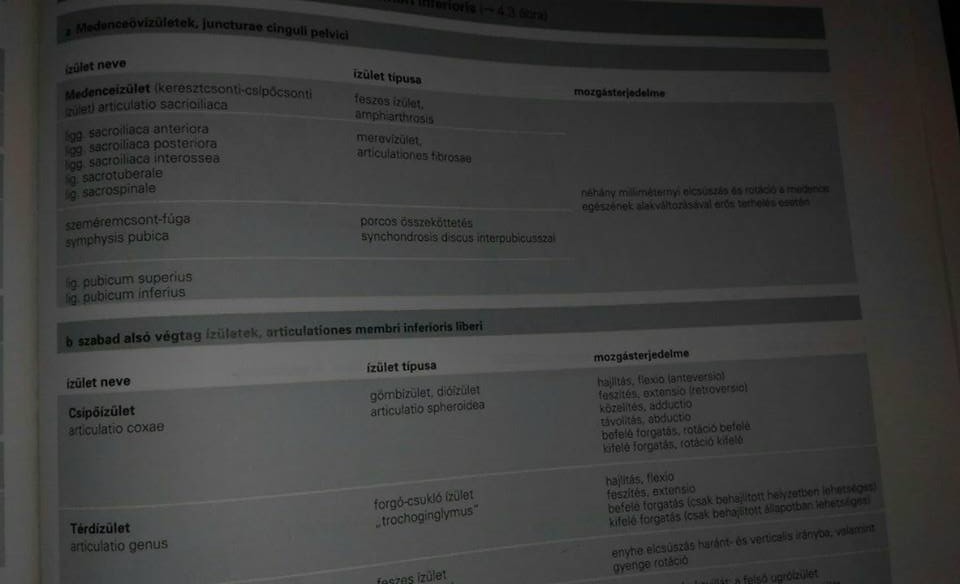 inferioris (→ 4.3. ábra)
a Medenceövízületek, juncturae cinguli pelvici
ízület neve
ízület típusa
mozgásterjedelme
Medenceízület (keresztcsonti-csípőcsonti
ízület) articulatio sacroiliaca
feszes ízület,
amphiarthrosis
ligg. sacroiliaca anteriora
ligg. sacroiliaca posteriora
ligg. sacroiliaca interossea
lig. sacrotuberale
lig. sacrospinale
merevízület,
articulationes fibrosae
néhány milliméternyi elcsúszás és rotáció a medence
egészének alakváltozásával erős terhelés esetén
szeméremcsont-fúga
symphysis pubica
porcos összeköttetés
synchondrosis discus interpubicusszal
lig. pubicum superius
lig. pubicum inferius
b szabad alsó végtag ízületek, articulationes membri inferioris liberi
ízület neve
ízület típusa
mozgásterjedelme
Csípőízület
articulatio coxae
gömbízület, dióízület
articulatio spheroidea
hajlítás, flexio (anteversio)
feszítés, extensio (retroversio)
közelítés, adductio
távolítás, abductio
befelé forgatás, rotáció befelé
kifelé forgatás, rotáció kifelé
Térdízület
articulatio genus
forgó-csukló ízület
„trochoginglymus"
hajlítás, flexio
feszítés, extensio
befelé forgatás (csak behajlított helyzetben lehetséges)
kifelé forgatás (csak behajlított állapotban lehetséges)
feszes ízület
enyhe elcsúszás haránt- és verticalis irányba, valamint
gyenge rotáció
a felső ugróízület